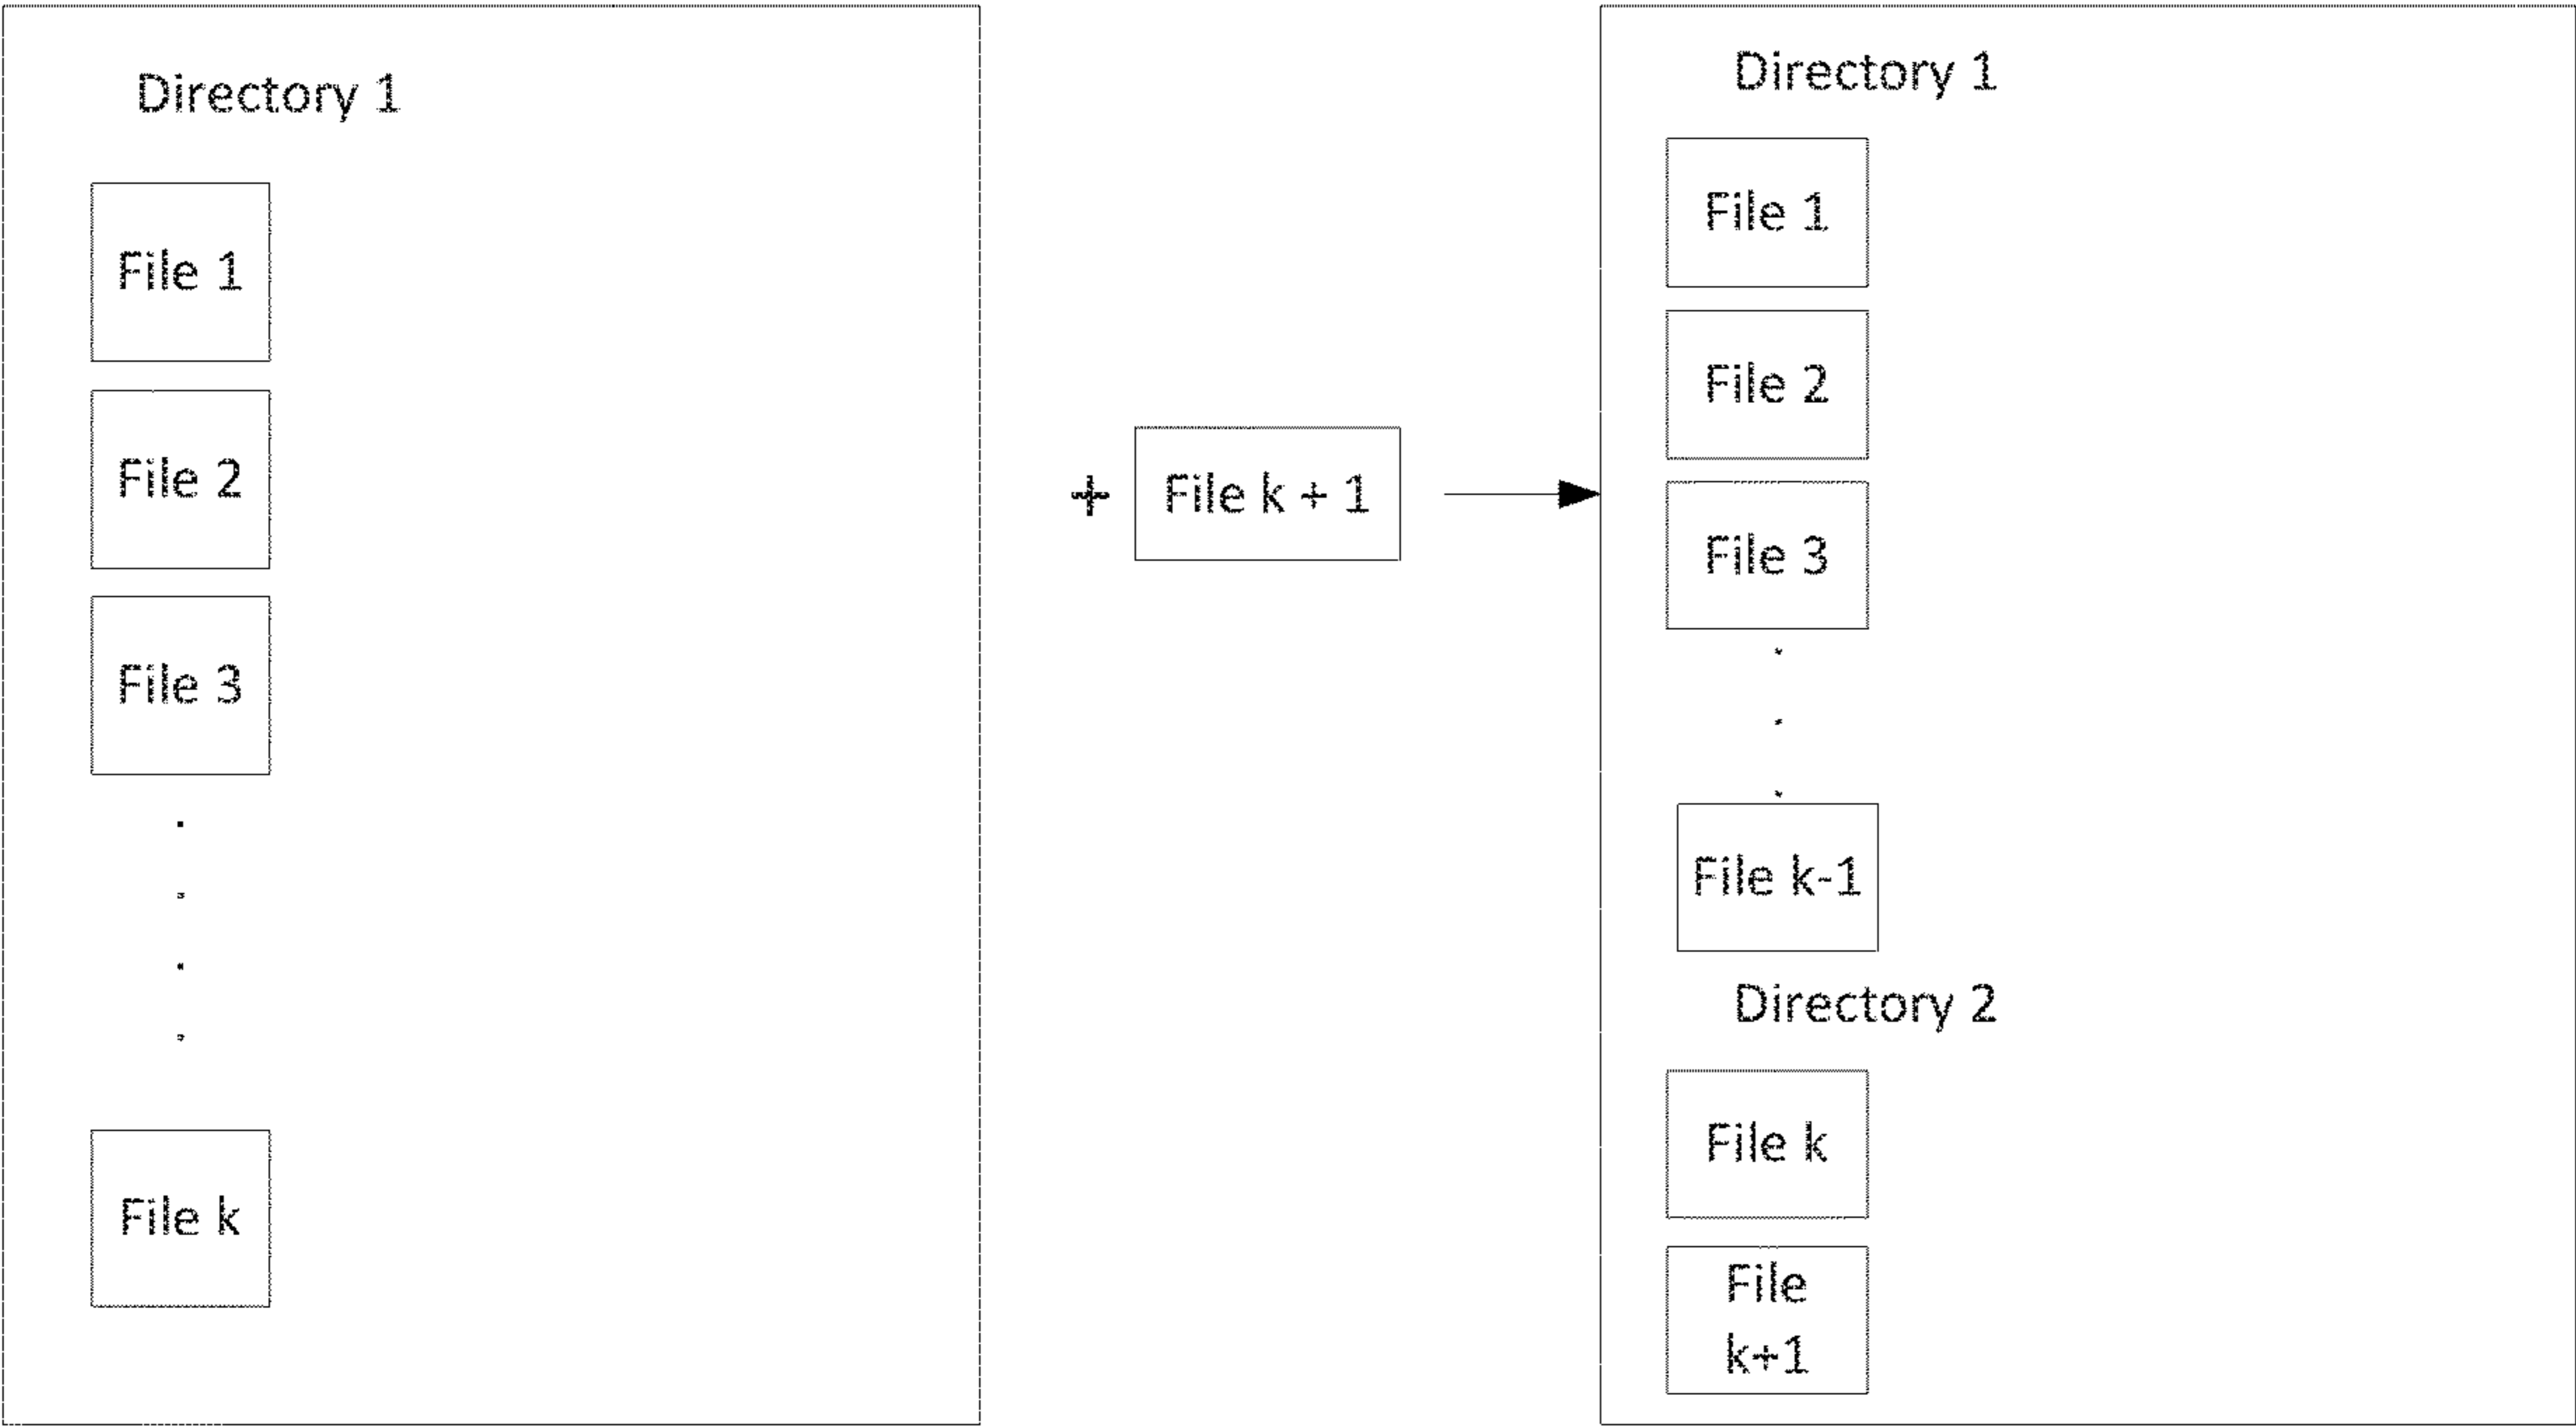 Directory 1
File 1
File 2
File 3
.
.
.
.
File k
+
File k + 1
Directory 1
File 1
File 2
File 3
.
.
.
File k-1
Directory 2
File k
File
k+1